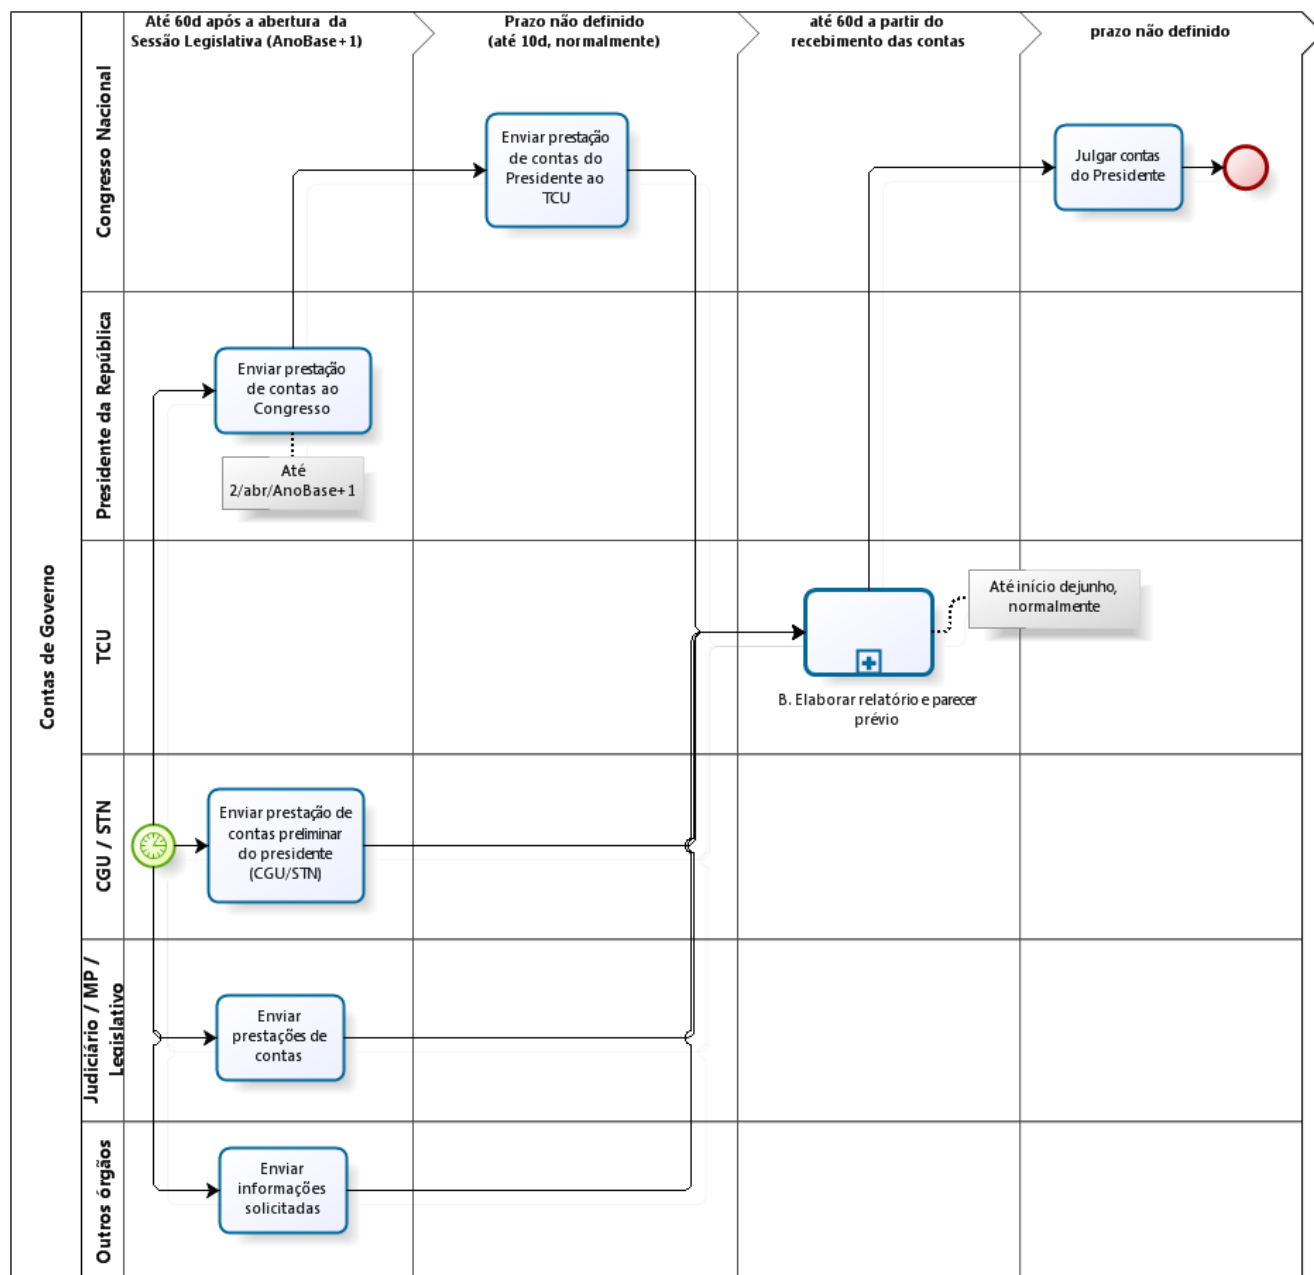 Até 60d após a abertura da
Sessão Legislativa (AnoBase+1)
Prazo não definido
(até 10d, normalmente)
até 60d a partir do
recebimento das contas
prazo não definido
Contas de Governo
Congresso Nacional
Enviar prestação
de contas do
Presidente ao
TCU
Julgar contas
do Presidente
Presidente da República
Enviar prestação
de contas ao
Congresso
Até
2/abr/AnoBase+1
TCU
Até início dejunho,
normalmente
B. Elaborar relatório e parecer
prévio
CGU / STN
Enviar prestação de
contas preliminar
do presidente
(CGU/STN)
Judiciário / MP /
Legislativo
Enviar
prestações de
contas
Outros órgãos
Enviar
informações
solicitadas